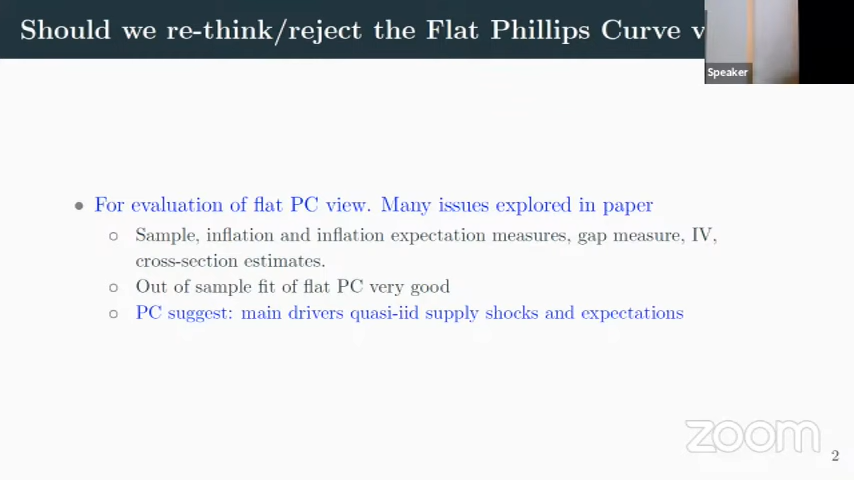 Should we re-think/reject the Flat Phillips Curve v
Speaker
• For evaluation of flat PC view. Many issues explored in paper
○ Sample, inflation and inflation expectation measures, gap measure, IV,
cross-section estimates.
○ Out of sample fit of flat PC very good
○ PC suggest: main drivers quasi-iid supply shocks and expectations
zoom
2